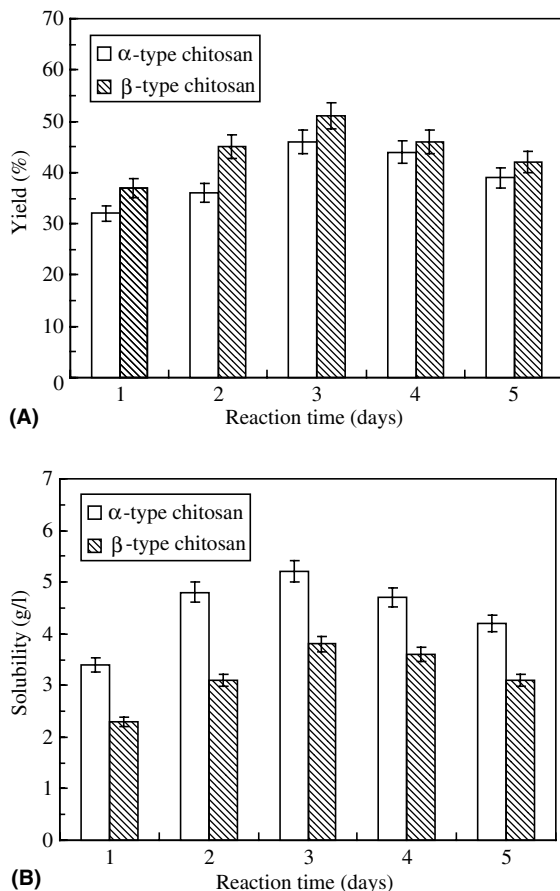 70
60
50
40
30
20
10
0
Yield (%)
α-type chitosan
β-type chitosan
1 2 3 4 5
Reaction time (days)
(A)
7
6
5
4
3
2
1
0
Solubility (g/l)
α-type chitosan
β-type chitosan
1 2 3 4 5
Reaction time (days)
(B)